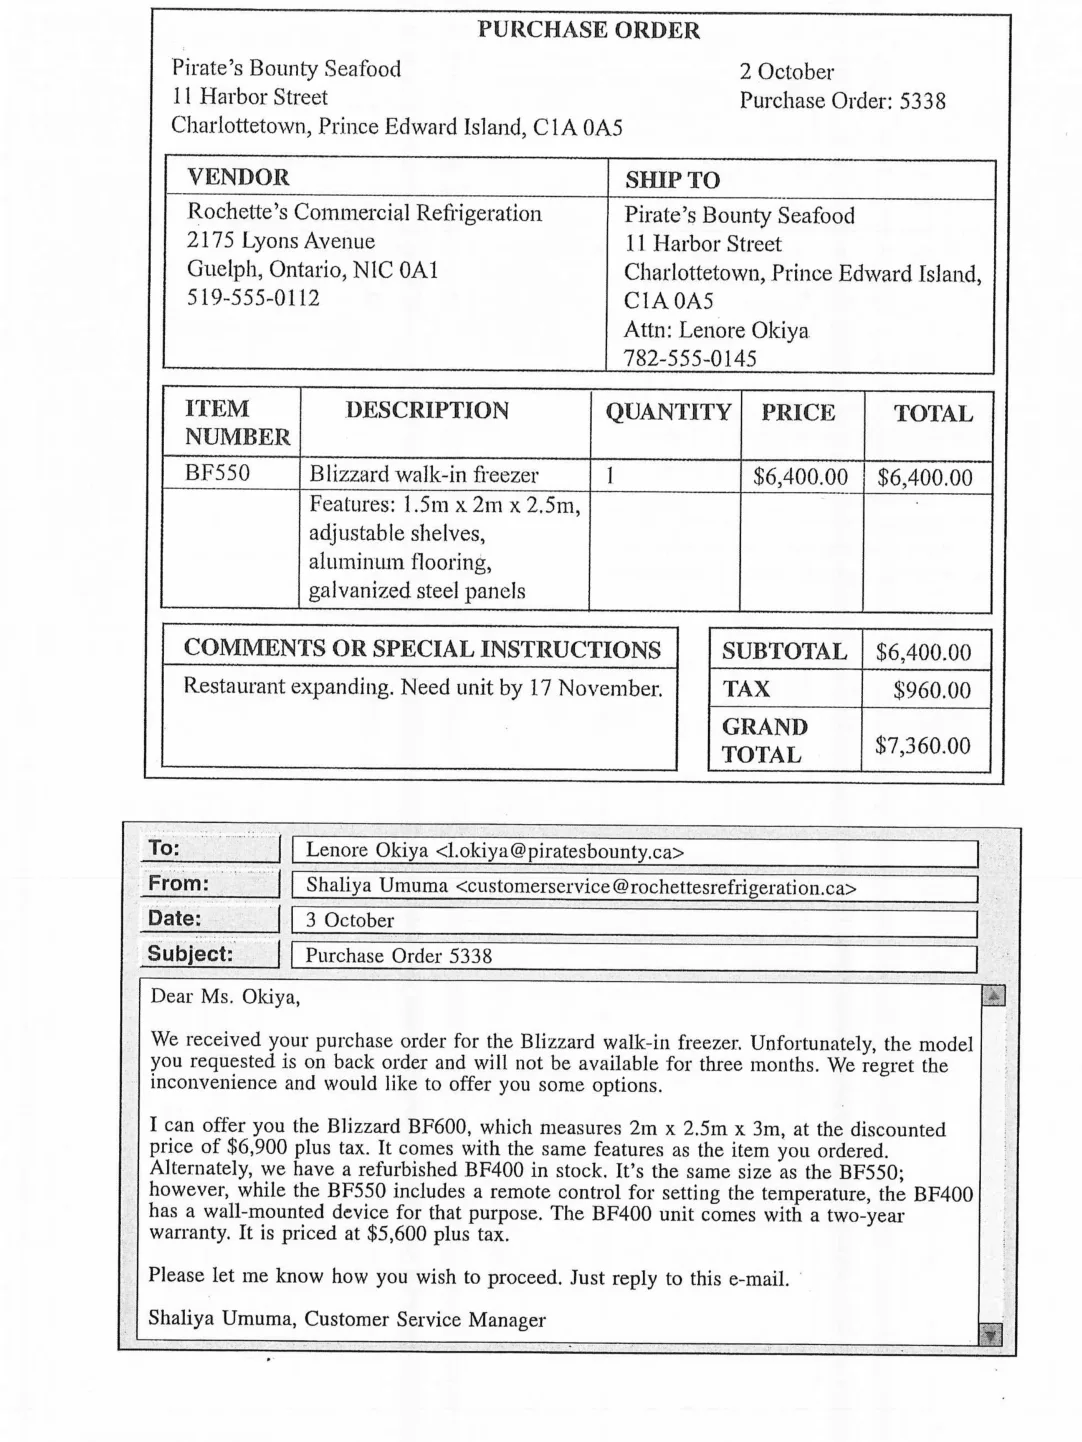 PURCHASE ORDER
Pirate's Bounty Seafood
11 Harbor Street
Charlottetown, Prince Edward Island, C1A 0A5
2 October
Purchase Order: 5338
VENDOR
Rochette's Commercial Refrigeration
2175 Lyons Avenue
Guelph, Ontario, N1C 0A1
519-555-0112
SHIP TO
Pirate's Bounty Seafood
11 Harbor Street
Charlottetown, Prince Edward Island,
C1A 0A5
Attn: Lenore Okiya
782-555-0145
ITEM NUMBER DESCRIPTION QUANTITY PRICE TOTAL
BF550 Blizzard walk-in freezer 1 $6,400.00 $6,400.00
Features: 1.5m x 2m x 2.5m,
adjustable shelves,
aluminum flooring,
galvanized steel panels
COMMENTS OR SPECIAL INSTRUCTIONS
Restaurant expanding. Need unit by 17 November.
SUBTOTAL $6,400.00
TAX $960.00
GRAND TOTAL $7,360.00
To: Lenore Okiya <l.okiya@piratesbounty.ca>
From: Shaliya Umuma <customerservice@rochettesrefrigeration.ca>
Date: 3 October
Subject: Purchase Order 5338
Dear Ms. Okiya,
We received your purchase order for the Blizzard walk-in freezer. Unfortunately, the model
you requested is on back order and will not be available for three months. We regret the
inconvenience and would like to offer you some options.
I can offer you the Blizzard BF600, which measures 2m x 2.5m x 3m, at the discounted
price of $6,900 plus tax. It comes with the same features as the item you ordered.
Alternately, we have a refurbished BF400 in stock. It's the same size as the BF550;
however, while the BF550 includes a remote control for setting the temperature, the BF400
has a wall-mounted device for that purpose. The BF400 unit comes with a two-year
warranty. It is priced at $5,600 plus tax.
Please let me know how you wish to proceed. Just reply to this e-mail.
Shaliya Umuma, Customer Service Manager